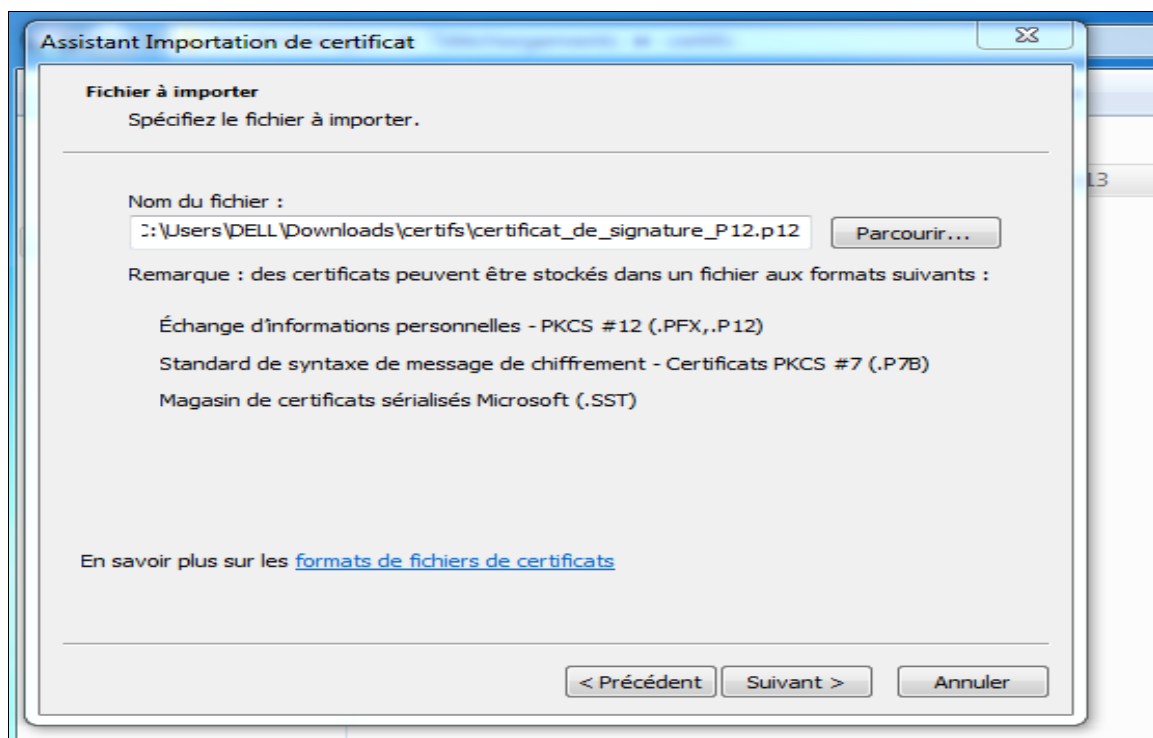 Assistant Importation de certificat
Fichier à importer
Spécifiez le fichier à importer.
13
Nom du fichier :
C:\Users\DELL\Downloads\certifs\certificat_de_signature_P12.p12
Parcourir...
Remarque : des certificats peuvent être stockés dans un fichier aux formats suivants :
Échange d'informations personnelles - PKCS #12 (.PFX,.P12)
Standard de syntaxe de message de chiffrement - Certificats PKCS #7 (.P7B)
Magasin de certificats sérialisés Microsoft (.SST)
En savoir plus sur les formats de fichiers de certificats
< Précédent
Suivant >
Annuler